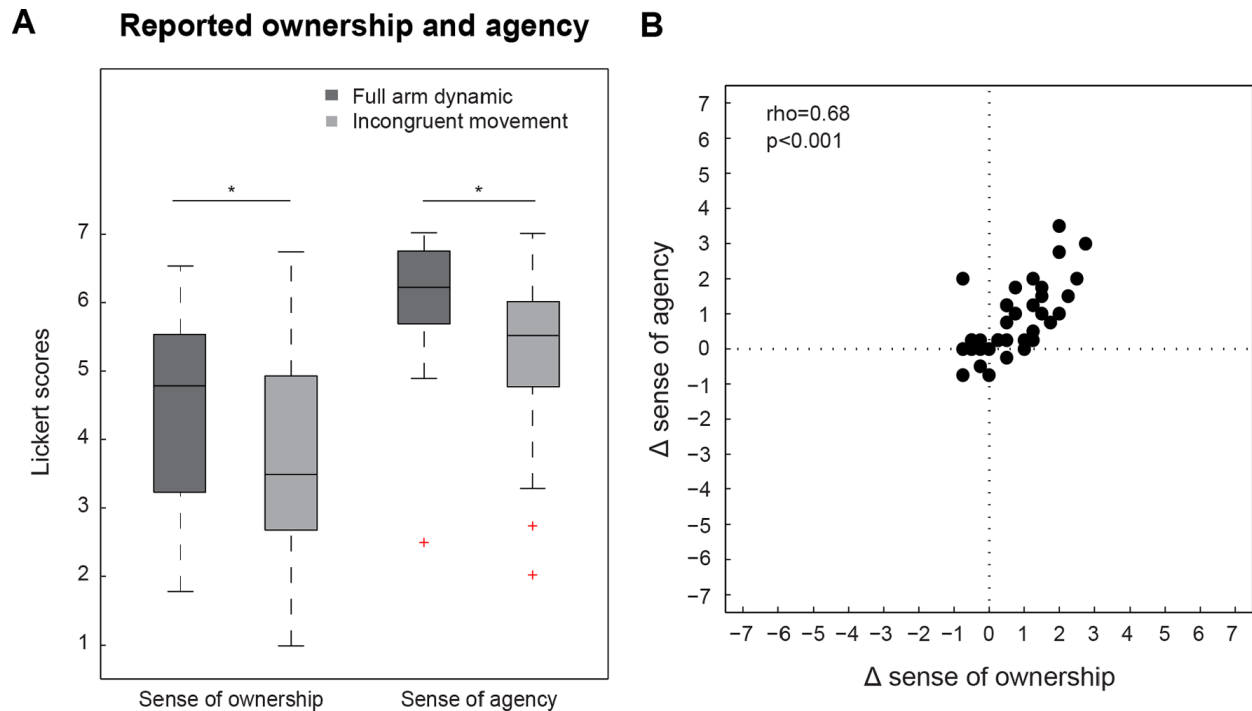 A
Reported ownership and agency
Full arm dynamic
Incongruent movement
*
*
7
6
5
4
3
2
1
Lickert scores
Sense of ownership
Sense of agency
B
rho=0.68
p<0.001
7
6
5
4
3
2
1
0
−1
−2
−3
−4
−5
−6
−7
Δ sense of agency
−7 −6 −5 −4 −3 −2 −1 0 1 2 3 4 5 6 7
Δ sense of ownership